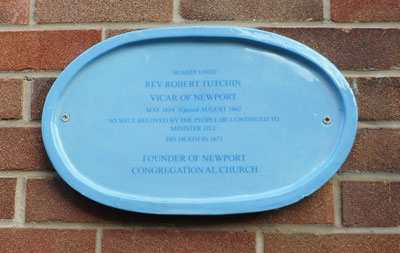 NEARBY LIVED
REV ROBERT TUTCHIN
VICAR OF NEWPORT
MAY 1654 - Ejected AUGUST 1662
SO WELL BELOVED BY THE PEOPLE HE CONTINUED TO
MINISTER TILL
HIS DEATH IN 1671
FOUNDER OF NEWPORT
CONGREGATIONAL CHURCH